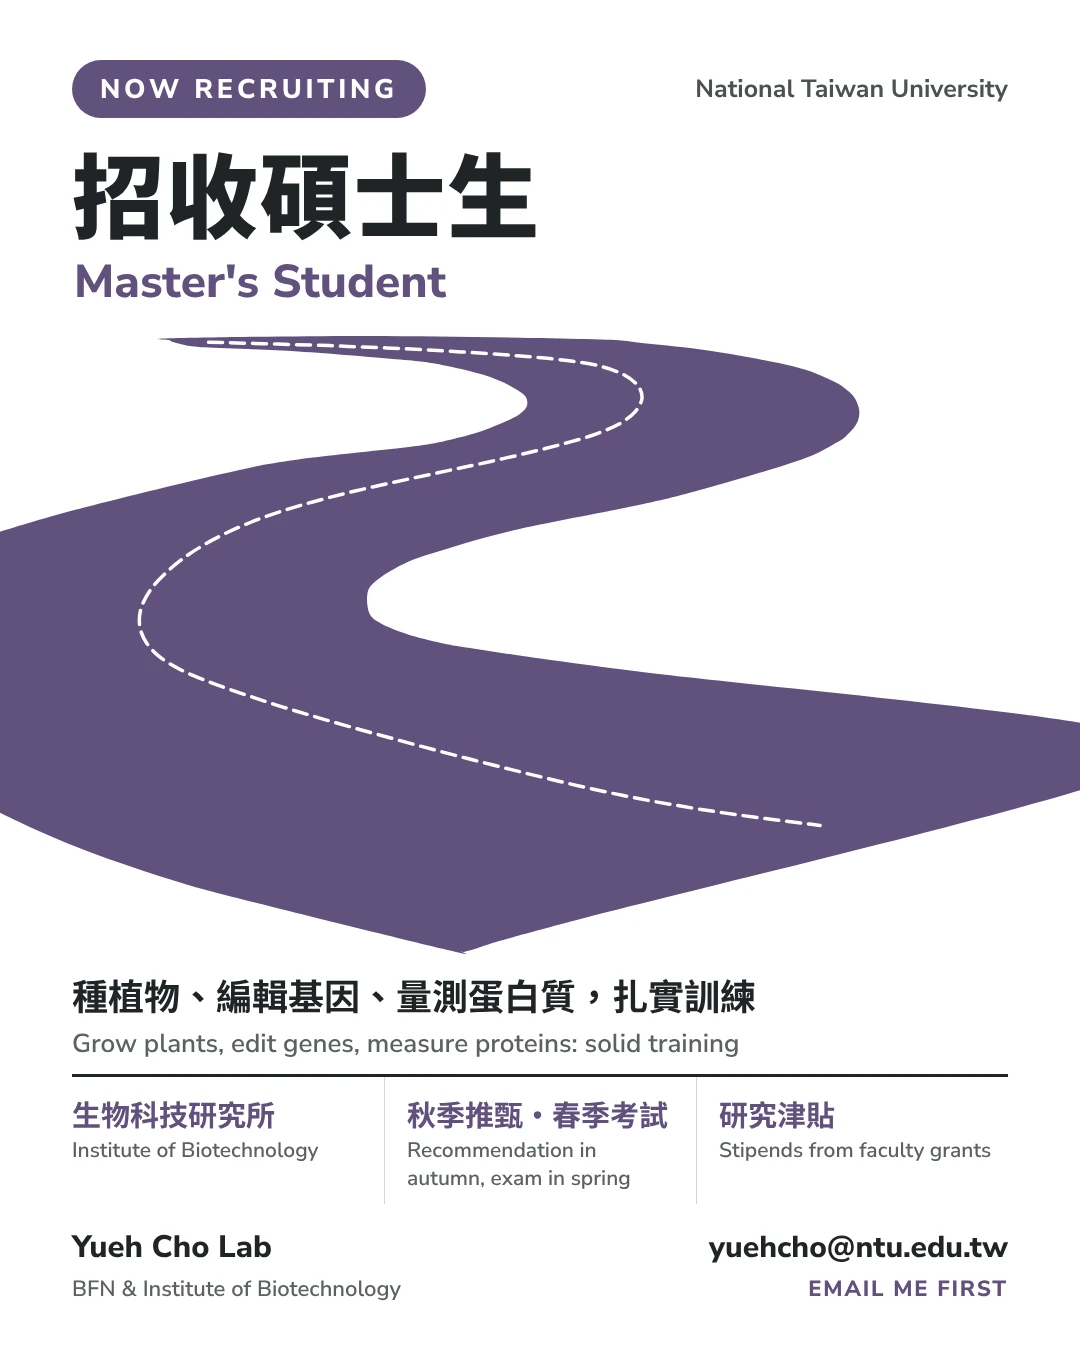 NOW RECRUITING
National Taiwan University
招收碩士生
Master's Student
種植物、編輯基因、量測蛋白質，扎實訓練
Grow plants, edit genes, measure proteins: solid training
生物科技研究所
Institute of Biotechnology
秋季推甄・春季考試
Recommendation in
autumn, exam in spring
研究津貼
Stipends from faculty grants
Yueh Cho Lab
BFN & Institute of Biotechnology
yuehcho@ntu.edu.tw
EMAIL ME FIRST